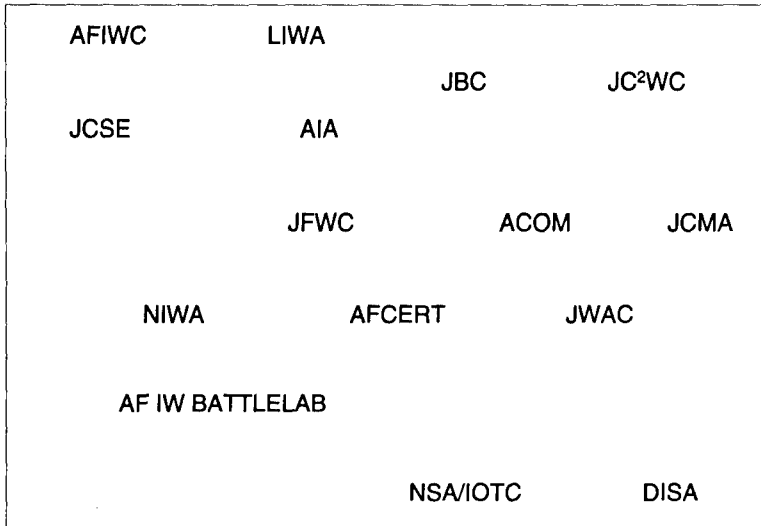 AFIWC LIWA
JBC JC²WC
JCSE AIA
JFWC ACOM JCMA
NIWA AFCERT JWAC
AF IW BATTLELAB
NSA/IOTC DISA